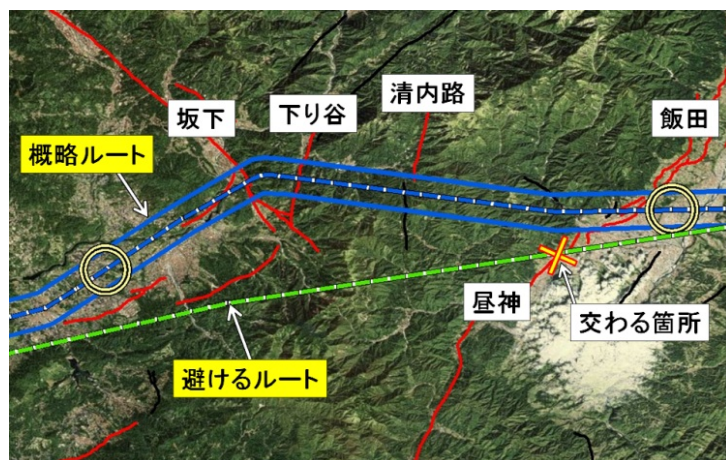 坂下
下り谷
清内路
飯田
概略ルート
昼神
交わる箇所
避けるルート